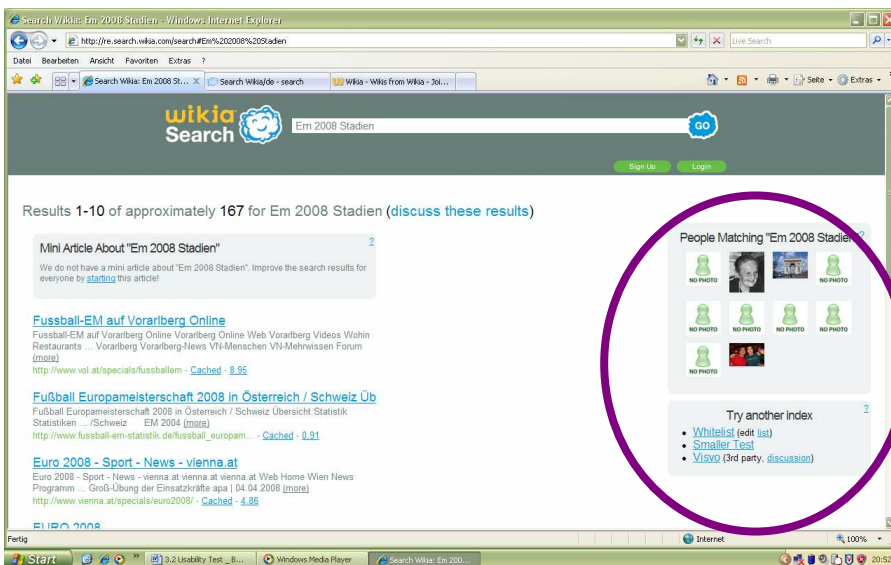 Search Wikia: Em 2008 Stadien - Windows Internet Explorer
http://re.search.wikia.com/search#Em%202008%20Stadien
Live Search
Datei Bearbeiten Ansicht Favoriten Extras ?
Search Wikia: Em 2008 St...
Search Wikia/de - search
Wikia - Wikis from Wikia - Joi...
Seite
Extras
wikia
Search
Em 2008 Stadien
GO
Sign Up
Login
Results 1-10 of approximately 167 for Em 2008 Stadien (discuss these results)
Mini Article About "Em 2008 Stadien"
?
We do not have a mini article about "Em 2008 Stadien". Improve the search results for
everyone by starting this article!
Fussball-EM auf Vorarlberg Online
Fussball-EM auf Vorarlberg Online Vorarlberg Online Web Vorarlberg Videos Wohin
Restaurants ... Vorarlberg Vorarlberg-News VN-Menschen VN-Mehrwissen Forum
(more)
http://www.vol.at/specials/fussballem - Cached - 8.95
Fußball Europameisterschaft 2008 in Österreich / Schweiz Üb
Fußball Europameisterschaft 2008 in Österreich / Schweiz Übersicht Statistik
Statistiken ... /Schweiz EM 2004 (more)
http://www.fussball-em-statistik.de/fussball_europam... - Cached - 0.91
Euro 2008 - Sport - News - vienna.at
Euro 2008 - Sport - News - vienna.at vienna.at vienna.at Web Home Wien News
Programm ... Groß-Übung der Einsatzkräfte apa | 04.04.2008 (more)
http://www.vienna.at/specials/euro2008/ - Cached - 4.86
EURO 2008
People Matching "Em 2008 Stadien"
?
NO PHOTO
NO PHOTO
NO PHOTO
NO PHOTO
NO PHOTO
NO PHOTO
NO PHOTO
Try another index
?
Whitelist (edit list)
Smaller Test
Visvo (3rd party, discussion)
Fertig
Internet
100%
Start
3.2 Usability Test _ B...
Windows Media Player
Search Wikia: Em 200...
20:52